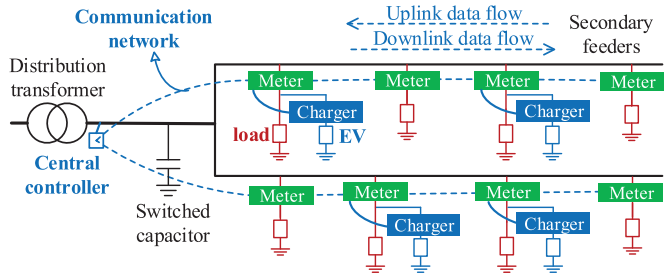 Communication
network
Uplink data flow
Downlink data flow
Secondary
feeders
Distribution
transformer
Meter
Meter
Meter
Meter
Charger
Charger
load
EV
Central
controller
Switched
capacitor
Meter
Meter
Meter
Meter
Charger
Charger